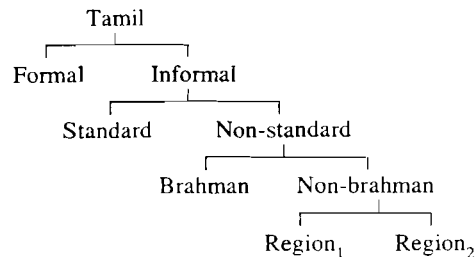 Tamil
Formal Informal
Standard Non-standard
Brahman Non-brahman
Region₁ Region₂